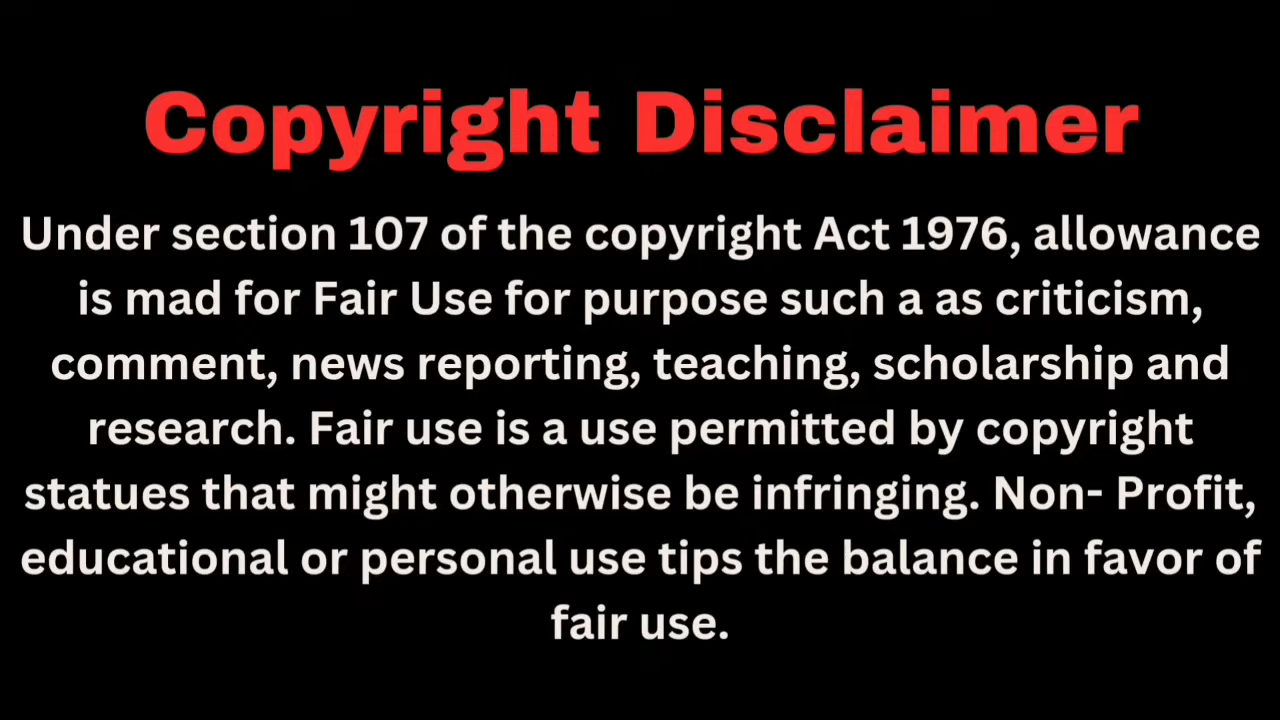 Copyright Disclaimer
Under section 107 of the copyright Act 1976, allowance
is mad for Fair Use for purpose such a as criticism,
comment, news reporting, teaching, scholarship and
research. Fair use is a use permitted by copyright
statues that might otherwise be infringing. Non- Profit,
educational or personal use tips the balance in favor of
fair use.